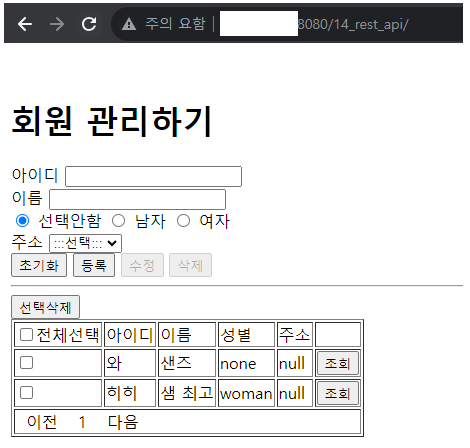 주의 요함 | 8080/14_rest_api/
회원 관리하기
아이디
이름
선택안함 남자 여자
주소 :::선택:::
초기화 등록 수정 삭제
선택삭제
전체선택 아이디 이름 성별 주소
와 샌즈 none null 조회
히히 샘 최고 woman null 조회
이전 1 다음